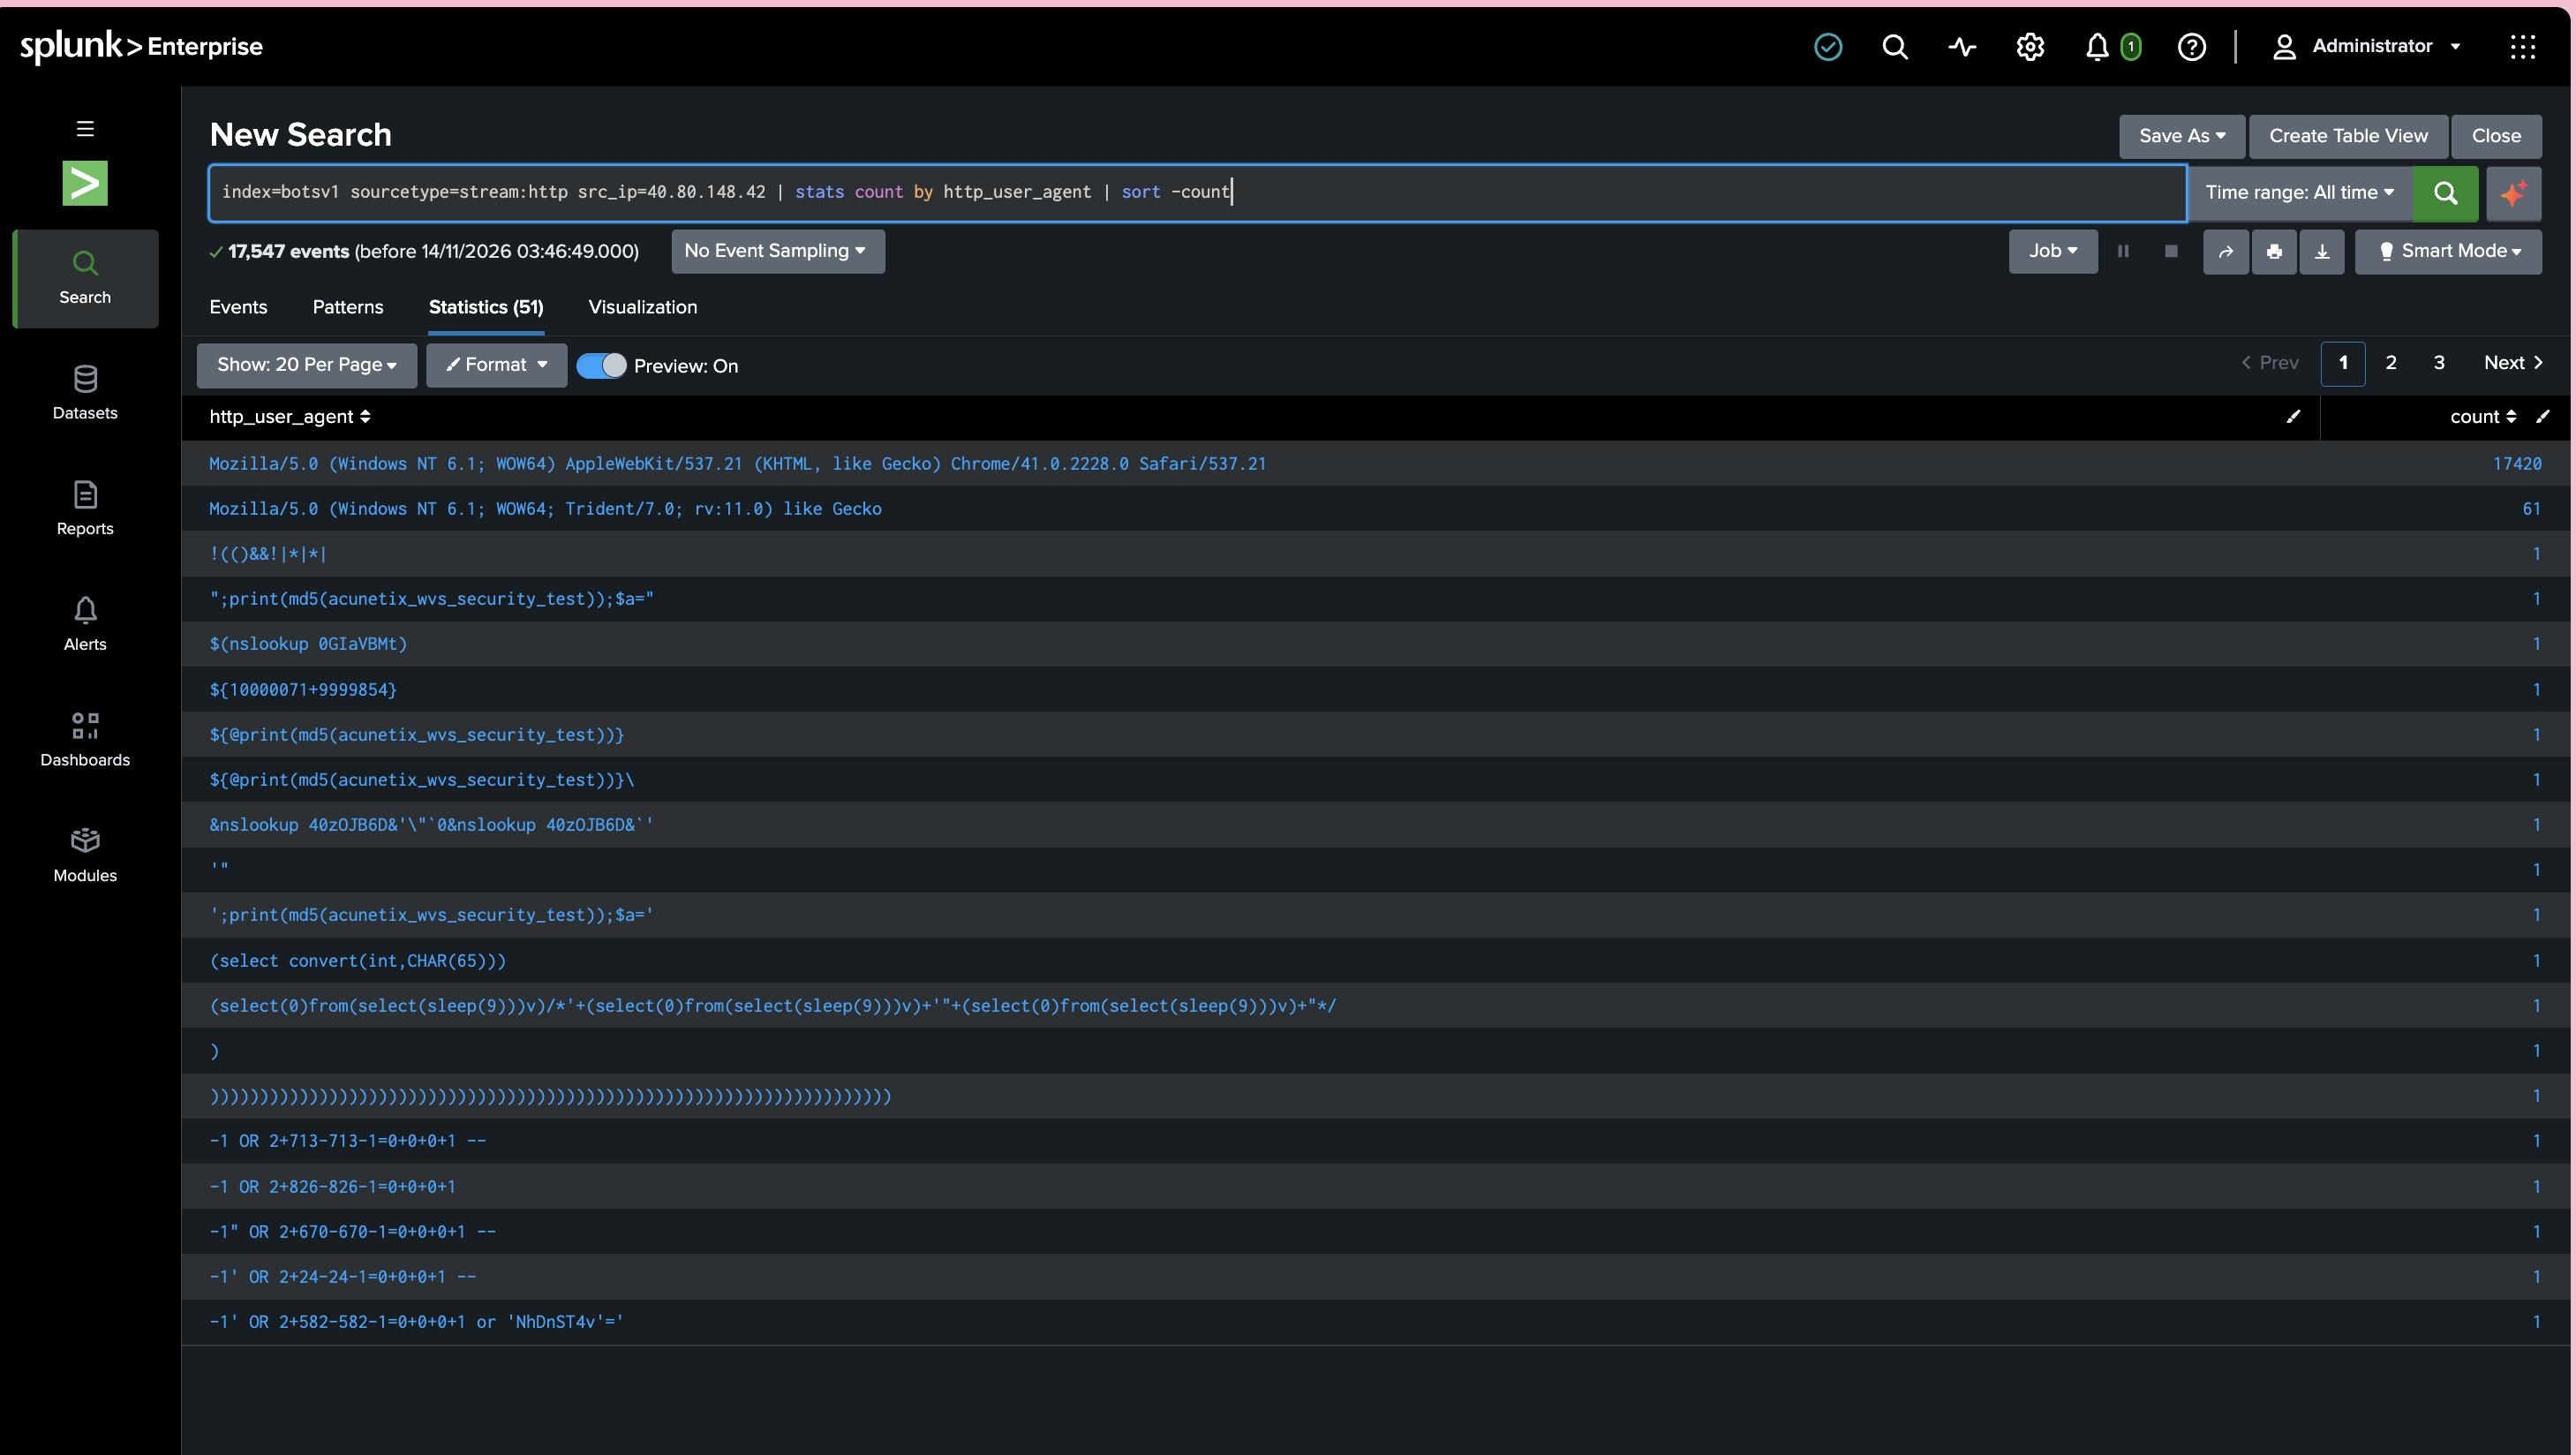 splunk> Enterprise
1
Administrator
New Search
Save As
Create Table View
Close
index=botsv1 sourcetype=stream:http src_ip=40.80.148.42 | stats count by http_user_agent | sort -count
Time range: All time
17,547 events (before 14/11/2026 03:46:49.000)
No Event Sampling
Job
Smart Mode
Search
Datasets
Reports
Alerts
Dashboards
Modules
Events
Patterns
Statistics (51)
Visualization
Show: 20 Per Page
Format
Preview: On
Prev
1
2
3
Next
http_user_agent
count
Mozilla/5.0 (Windows NT 6.1; WOW64) AppleWebKit/537.21 (KHTML, like Gecko) Chrome/41.0.2228.0 Safari/537.21 17420
Mozilla/5.0 (Windows NT 6.1; WOW64; Trident/7.0; rv:11.0) like Gecko 61
!(()&&!|*|*| 1
";print(md5(acunetix_wvs_security_test));$a=" 1
$(nslookup 0GIaVBMt) 1
${10000071+9999854} 1
${@print(md5(acunetix_wvs_security_test))} 1
${@print(md5(acunetix_wvs_security_test))}\ 1
&nslookup 40zOJB6D&'\"`0&nslookup 40zOJB6D&`' 1
'" 1
';print(md5(acunetix_wvs_security_test));$a=' 1
(select convert(int,CHAR(65))) 1
(select(0)from(select(sleep(9)))v)/*'+(select(0)from(select(sleep(9)))v)+'"+(select(0)from(select(sleep(9)))v)+"*/ 1
) 1
))))))))))))))))))))))))))))))))))))))))))))))))))))))))))))))))))))) 1
-1 OR 2+713-713-1=0+0+0+1 -- 1
-1 OR 2+826-826-1=0+0+0+1 1
-1" OR 2+670-670-1=0+0+0+1 -- 1
-1' OR 2+24-24-1=0+0+0+1 -- 1
-1' OR 2+582-582-1=0+0+0+1 or 'NhDnST4v'=' 1